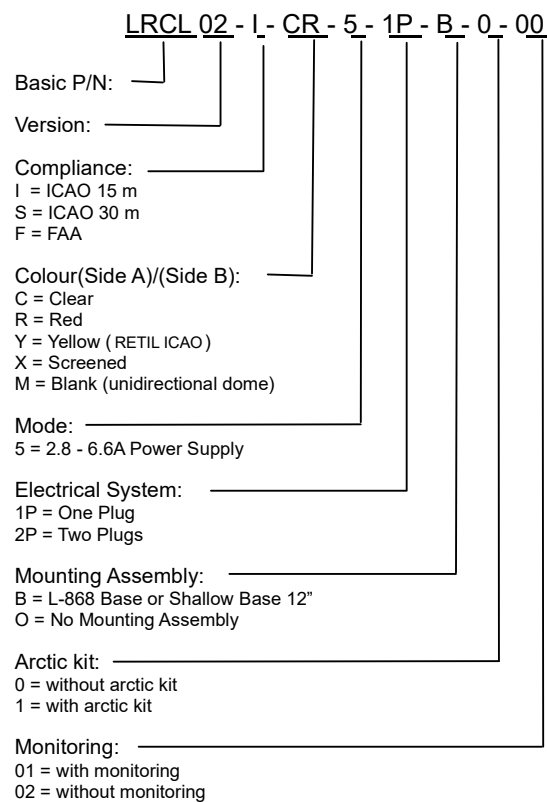 LRCL 02 - I - CR - 5 - 1P - B - 0 - 00
Basic P/N:
Version:
Compliance:
I = ICAO 15 m
S = ICAO 30 m
F = FAA
Colour(Side A)/(Side B):
C = Clear
R = Red
Y = Yellow ( RETIL ICAO )
X = Screened
M = Blank (unidirectional dome)
Mode:
5 = 2.8 - 6.6A Power Supply
Electrical System:
1P = One Plug
2P = Two Plugs
Mounting Assembly:
B = L-868 Base or Shallow Base 12”
O = No Mounting Assembly
Arctic kit:
0 = without arctic kit
1 = with arctic kit
Monitoring:
01 = with monitoring
02 = without monitoring